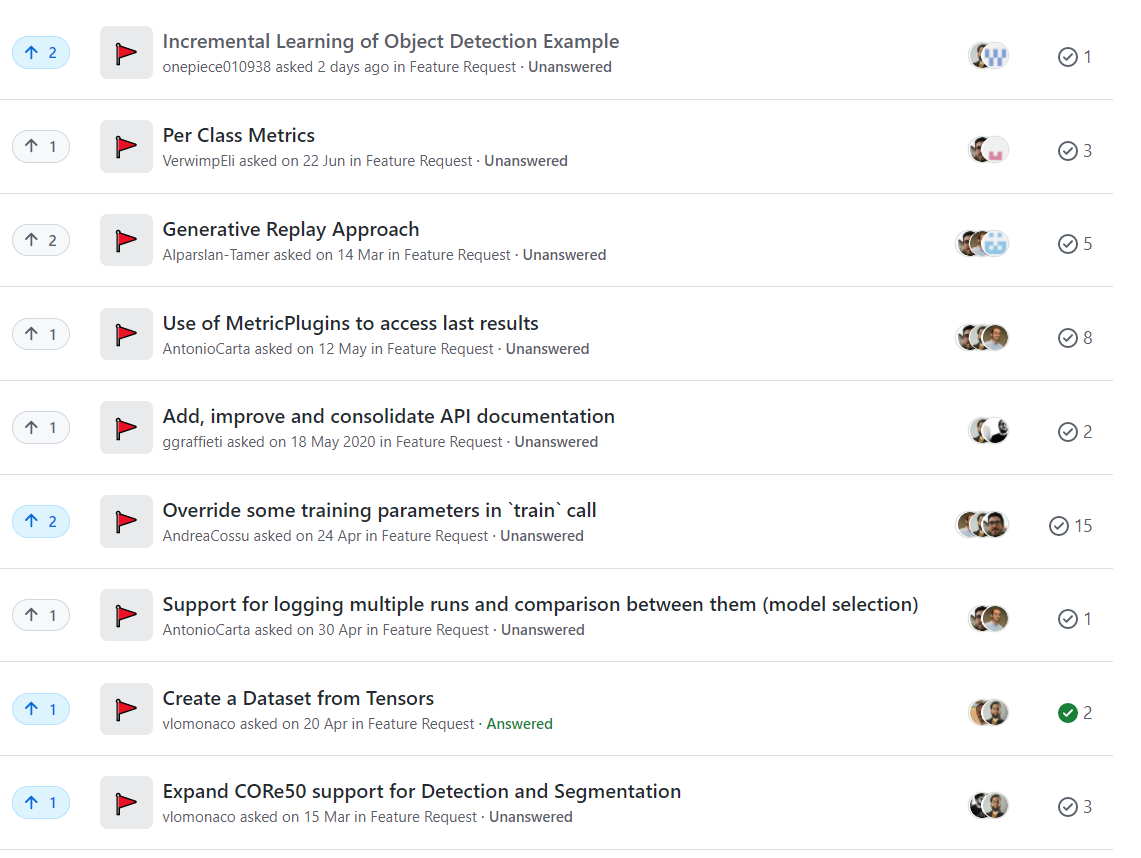 2
Incremental Learning of Object Detection Example
onepiece010938 asked 2 days ago in Feature Request · Unanswered
1
1
Per Class Metrics
VerwimpEli asked on 22 Jun in Feature Request · Unanswered
3
2
Generative Replay Approach
Alparslan-Tamer asked on 14 Mar in Feature Request · Unanswered
5
1
Use of MetricPlugins to access last results
AntonioCarta asked on 12 May in Feature Request · Unanswered
8
1
Add, improve and consolidate API documentation
ggraffieti asked on 18 May 2020 in Feature Request · Unanswered
2
2
Override some training parameters in `train` call
AndreaCossu asked on 24 Apr in Feature Request · Unanswered
15
1
Support for logging multiple runs and comparison between them (model selection)
AntonioCarta asked on 30 Apr in Feature Request · Unanswered
1
1
Create a Dataset from Tensors
vlomonaco asked on 20 Apr in Feature Request · Answered
2
1
Expand CORe50 support for Detection and Segmentation
vlomonaco asked on 15 Mar in Feature Request · Unanswered
3